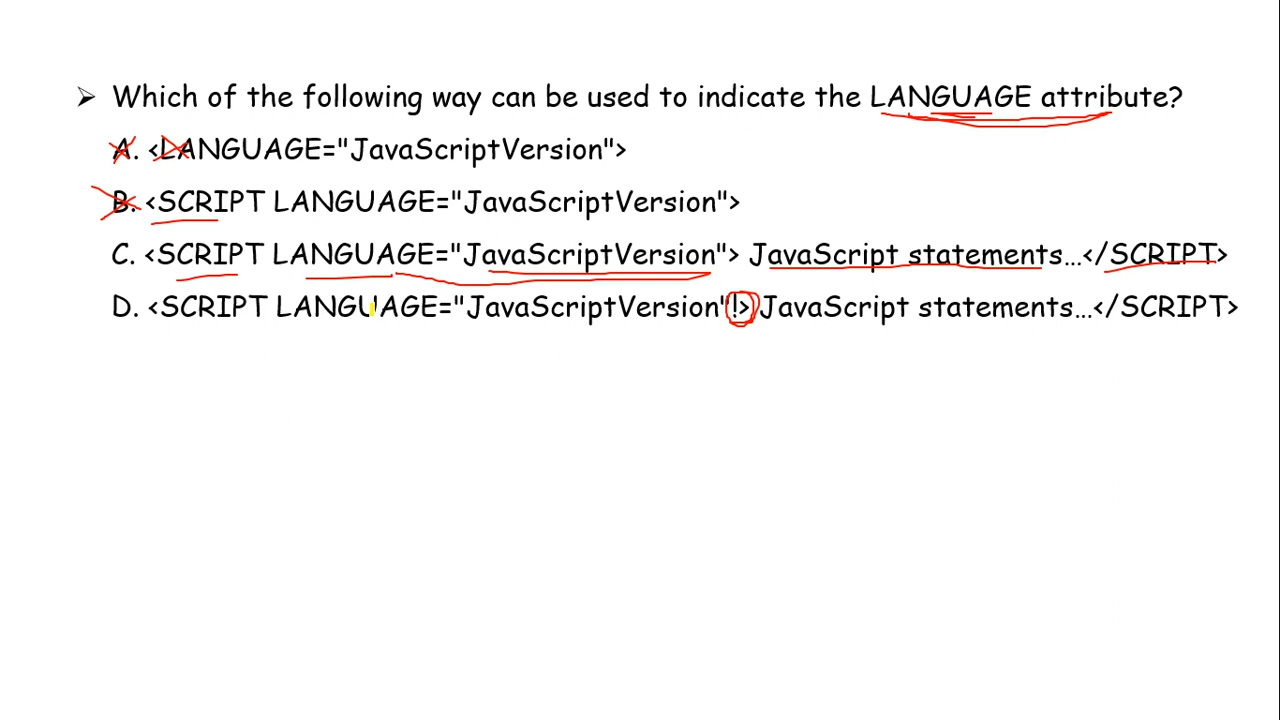 ➢ Which of the following way can be used to indicate the LANGUAGE attribute?
A. <LANGUAGE="JavaScriptVersion">
B. <SCRIPT LANGUAGE="JavaScriptVersion">
C. <SCRIPT LANGUAGE="JavaScriptVersion"> JavaScript statements…</SCRIPT>
D. <SCRIPT LANGUAGE="JavaScriptVersion"!> JavaScript statements…</SCRIPT>